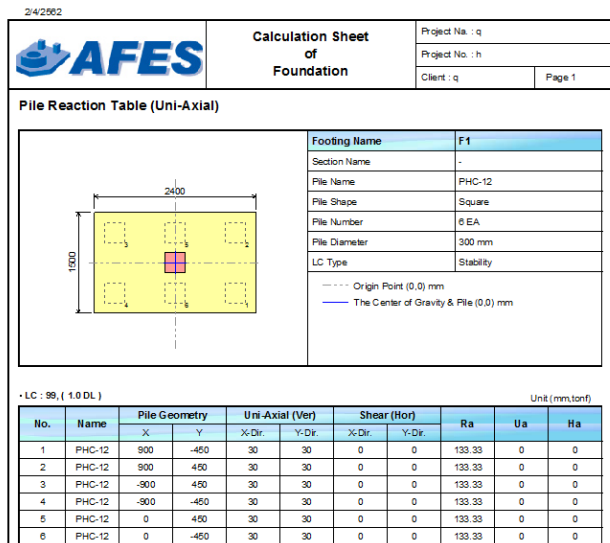 2/4/2562
AFES
Calculation Sheet
of
Foundation
Project Na. : q
Project No. : h
Client : q
Page 1
Pile Reaction Table (Uni-Axial)
Footing Name F1
Section Name -
Pile Name PHC-12
Pile Shape Square
Pile Number 6 EA
Pile Diameter 300 mm
LC Type Stability
Origin Point (0,0) mm
The Center of Gravity & Pile (0,0) mm
2400
1500
3 5 2
4 6 1
• LC : 99, ( 1.0 DL )
Unit (mm,tonf)
No. Name Pile Geometry Uni-Axial (Ver) Shear (Hor) Ra Ua Ha
X Y X-Dir. Y-Dir. X-Dir. Y-Dir.
1 PHC-12 900 -450 30 30 0 0 133.33 0 0
2 PHC-12 900 450 30 30 0 0 133.33 0 0
3 PHC-12 -900 450 30 30 0 0 133.33 0 0
4 PHC-12 -900 -450 30 30 0 0 133.33 0 0
5 PHC-12 0 450 30 30 0 0 133.33 0 0
6 PHC-12 0 -450 30 30 0 0 133.33 0 0